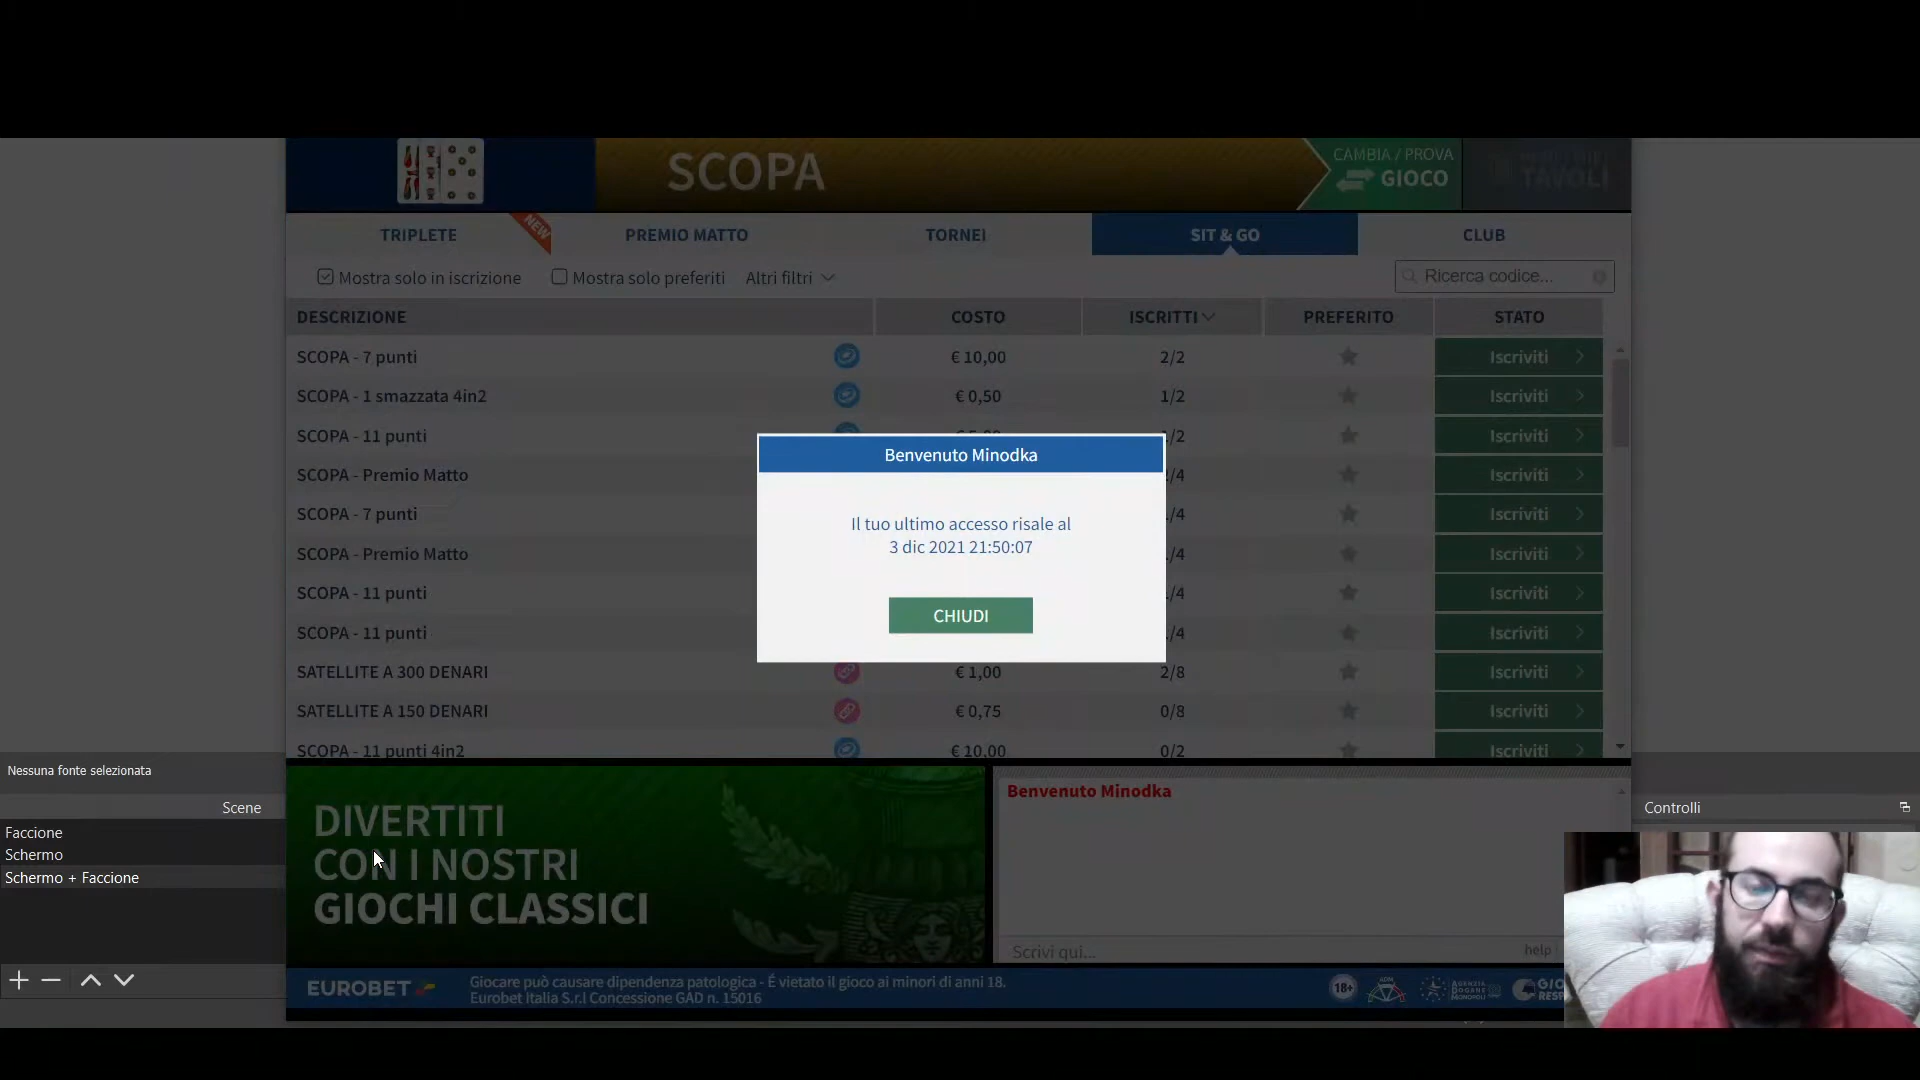 SCOPA
CAMBIA / PROVA
GIOCO
TAVOLI
TRIPLETE
NEW
PREMIO MATTO
TORNEI
SIT & GO
CLUB
Mostra solo in iscrizione
Mostra solo preferiti
Altri filtri
Ricerca codice...
DESCRIZIONE COSTO ISCRITTI PREFERITO STATO
SCOPA - 7 punti € 10,00 2/2 Iscriviti
SCOPA - 1 smazzata 4in2 € 0,50 1/2 Iscriviti
SCOPA - 11 punti /2 Iscriviti
SCOPA - Premio Matto /4 Iscriviti
SCOPA - 7 punti /4 Iscriviti
SCOPA - Premio Matto /4 Iscriviti
SCOPA - 11 punti /4 Iscriviti
SCOPA - 11 punti /4 Iscriviti
SATELLITE A 300 DENARI € 1,00 2/8 Iscriviti
SATELLITE A 150 DENARI € 0,75 0/8 Iscriviti
SCOPA - 11 punti 4in2 € 10,00 0/2 Iscriviti
Benvenuto Minodka
Il tuo ultimo accesso risale al
3 dic 2021 21:50:07
CHIUDI
Nessuna fonte selezionata
Scene
Faccione
Schermo
Schermo + Faccione
DIVERTITI
CON I NOSTRI
GIOCHI CLASSICI
Benvenuto Minodka
Scrivi qui...
help
Controlli
EUROBET
Giocare può causare dipendenza patologica - É vietato il gioco ai minori di anni 18.
Eurobet Italia S.r.l Concessione GAD n. 15016
18+